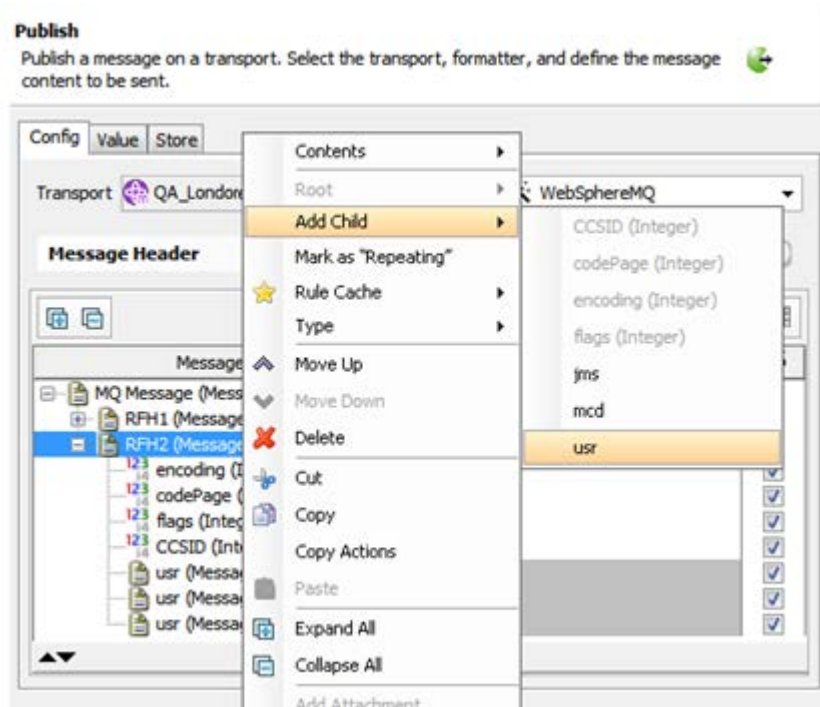 Publish
Publish a message on a transport. Select the transport, formatter, and define the message
content to be sent.
Config Value Store
Transport QA_Londo WebSphereMQ
Message Header
Message
MQ Message (Mess
RFH1 (Message
RFH2 (Message
encoding (I
codePage (
flags (Integ
CCSID (Int
usr (Messa
usr (Messa
usr (Messa
Contents
Root
Add Child
Mark as "Repeating"
Rule Cache
Type
Move Up
Move Down
Delete
Cut
Copy
Copy Actions
Paste
Expand All
Collapse All
Add Attachment
CCSID (Integer)
codePage (Integer)
encoding (Integer)
flags (Integer)
jms
mcd
usr